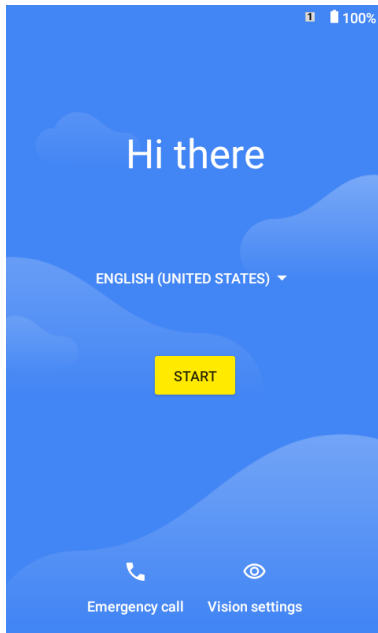 1 100%
Hi there
ENGLISH (UNITED STATES)
START
Emergency call Vision settings